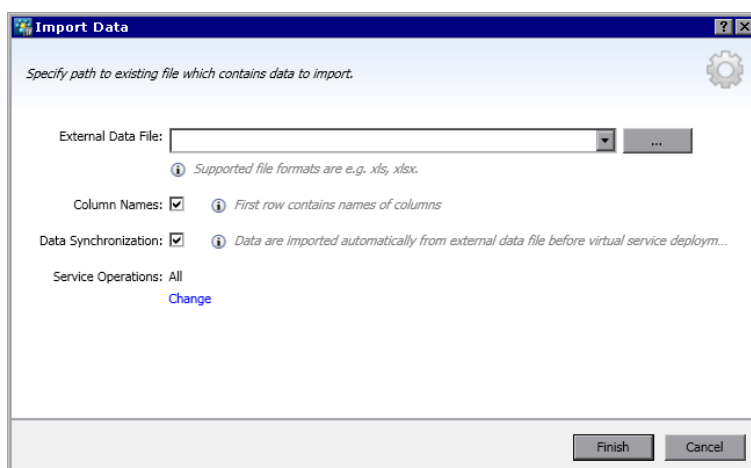 Import Data
Specify path to existing file which contains data to import.
External Data File:
...
Supported file formats are e.g. xls, xlsx.
Column Names: First row contains names of columns
Data Synchronization: Data are imported automatically from external data file before virtual service deploym...
Service Operations: All
Change
Finish Cancel